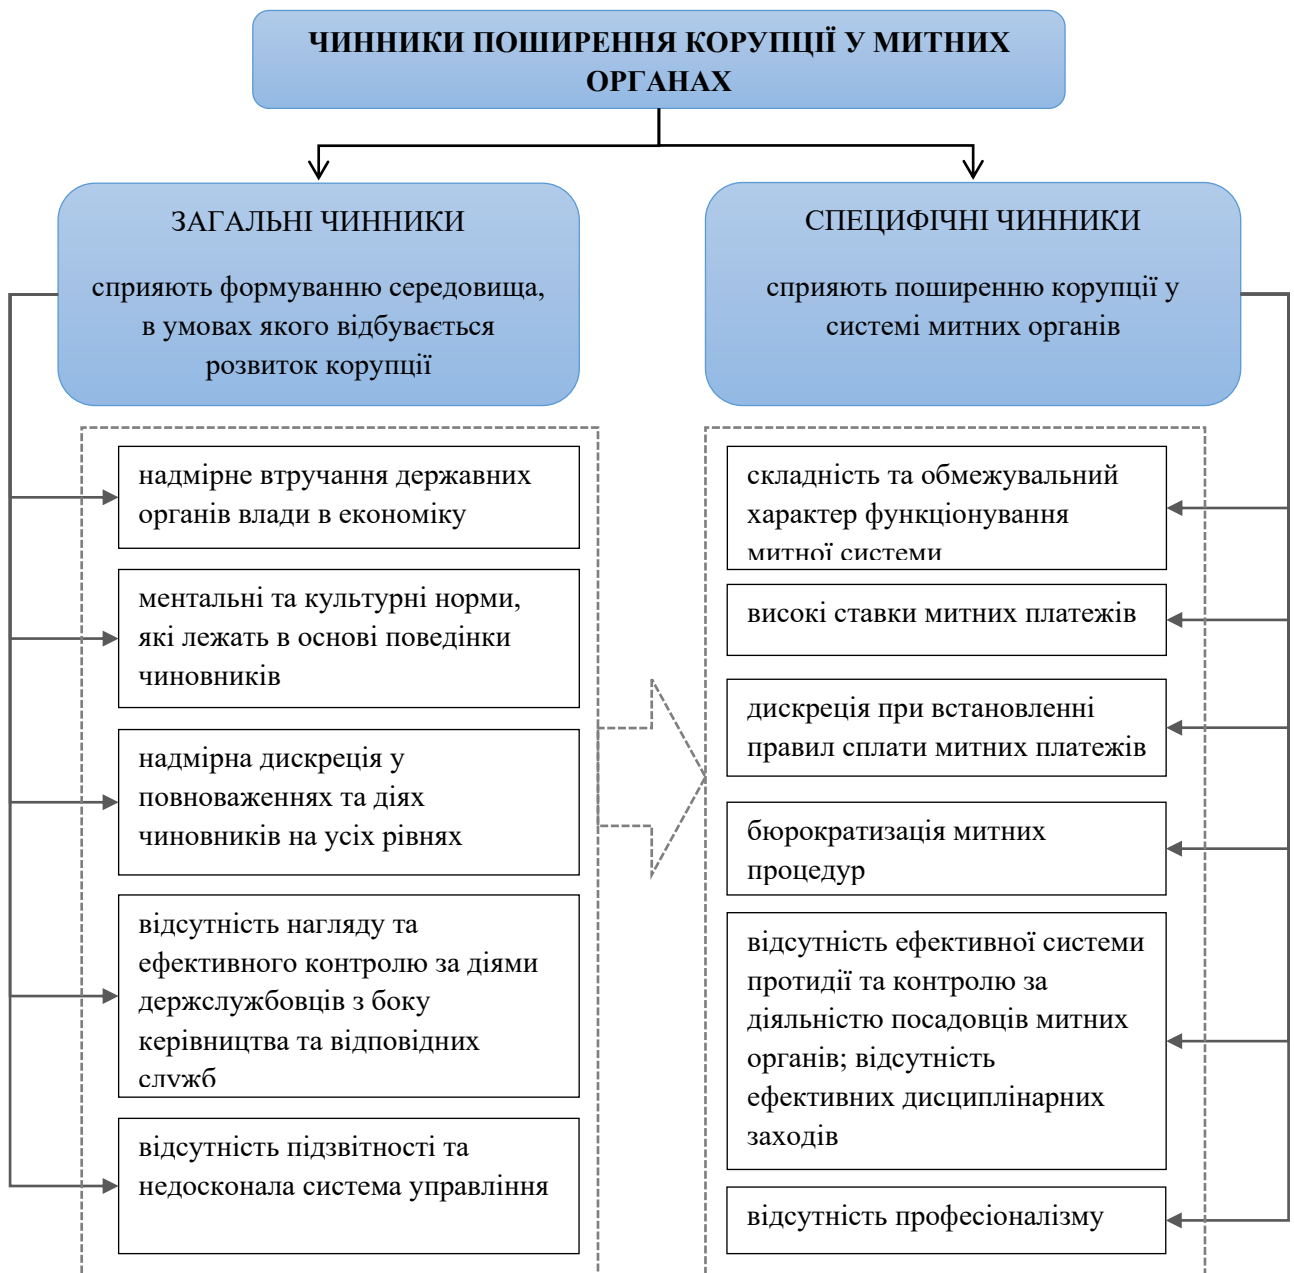 ЧИННИКИ ПОШИРЕННЯ КОРУПЦІЇ У МИТНИХ
ОРГАНАХ
ЗАГАЛЬНІ ЧИННИКИ
сприяють формуванню середовища,
в умовах якого відбувається
розвиток корупції
СПЕЦИФІЧНІ ЧИННИКИ
сприяють поширенню корупції у
системі митних органів
надмірне втручання державних
органів влади в економіку
ментальні та культурні норми,
які лежать в основі поведінки
чиновників
надмірна дискреція у
повноваженнях та діях
чиновників на усіх рівнях
відсутність нагляду та
ефективного контролю за діями
держслужбовців з боку
керівництва та відповідних
служб
відсутність підзвітності та
недосконала система управління
складність та обмежувальний
характер функціонування
митної системи
високі ставки митних платежів
дискреція при встановленні
правил сплати митних платежів
бюрократизація митних
процедур
відсутність ефективної системи
протидії та контролю за
діяльністю посадовців митних
органів; відсутність
ефективних дисциплінарних
заходів
відсутність професіоналізму